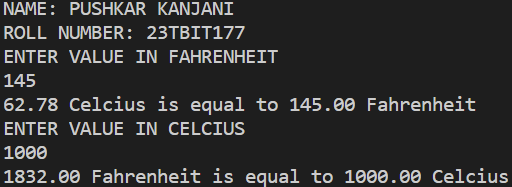 NAME: PUSHKAR KANJANI
ROLL NUMBER: 23TBIT177
ENTER VALUE IN FAHRENHEIT
145
62.78 Celcius is equal to 145.00 Fahrenheit
ENTER VALUE IN CELCIUS
1000
1832.00 Fahrenheit is equal to 1000.00 Celcius